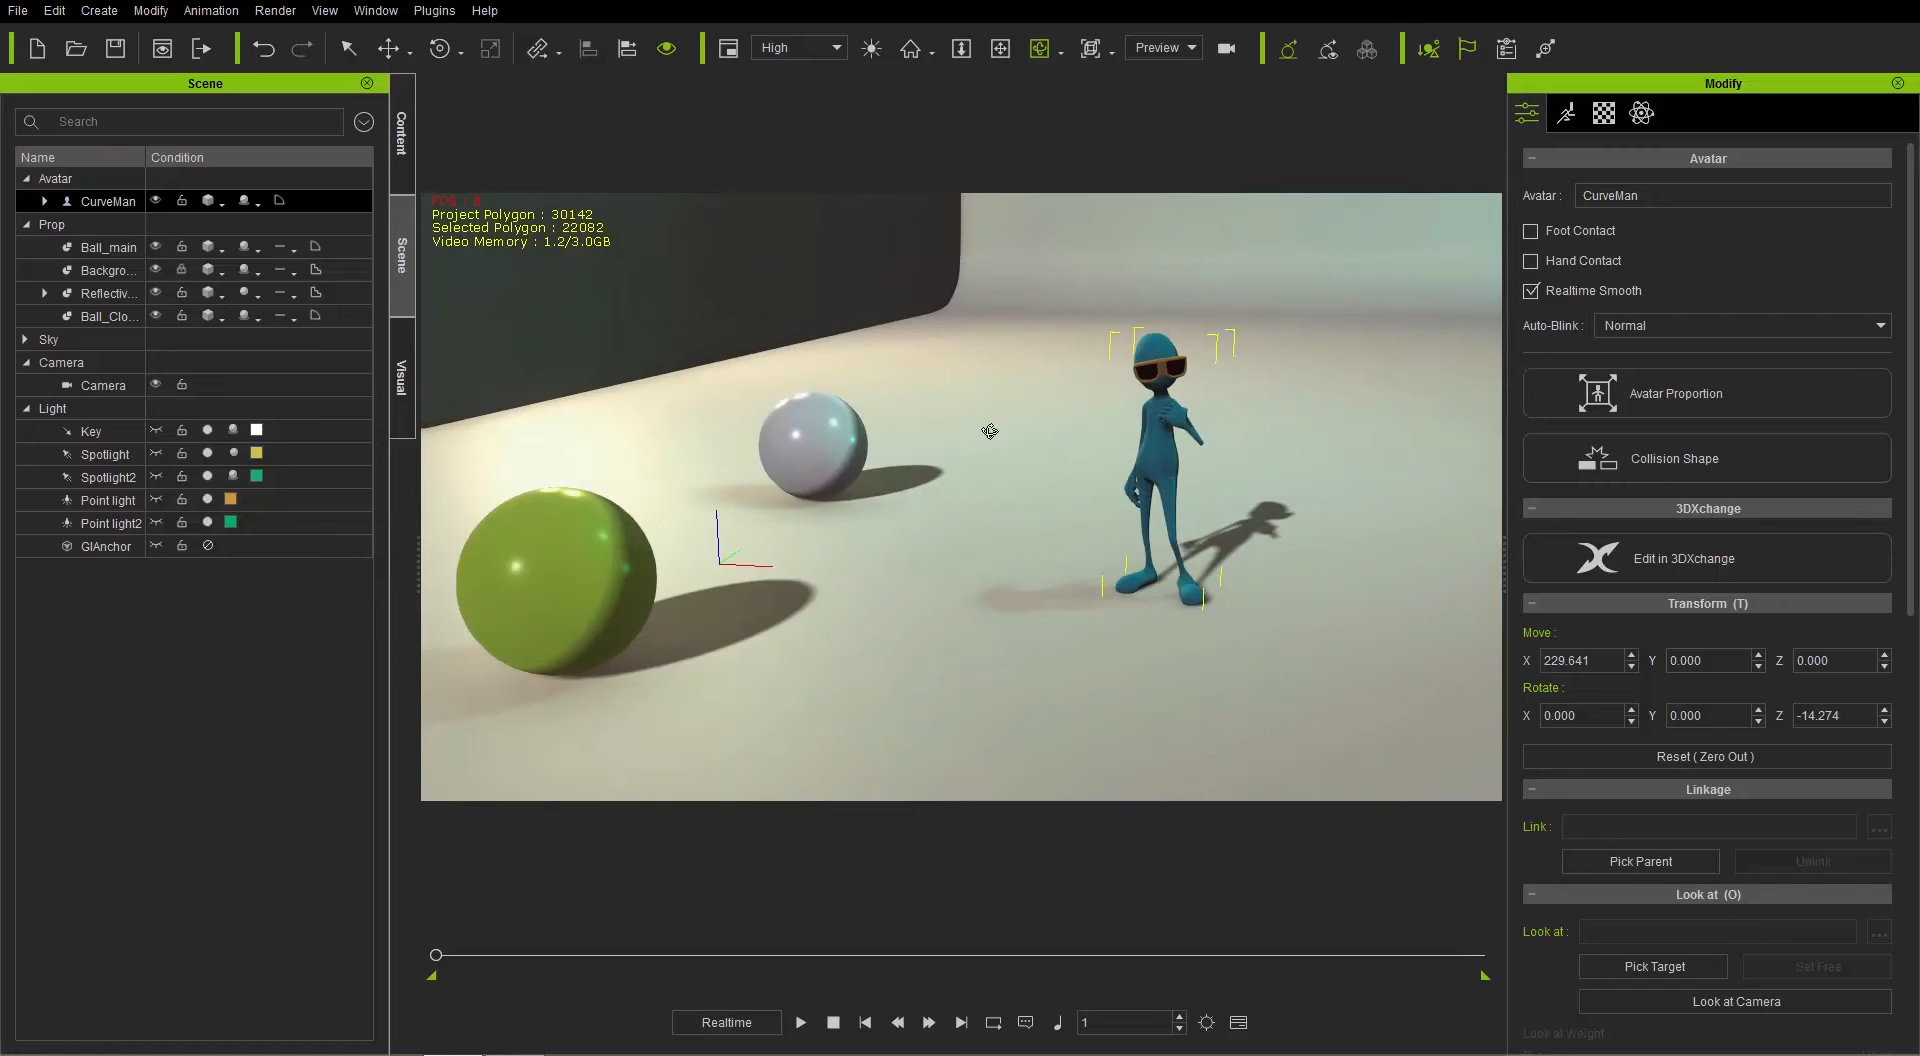 File Edit Create Modify Animation Render View Window Plugins Help
High Preview
Scene
Search
Name Condition
Avatar
CurveMan
Prop
Ball_main
Backgro...
Reflectiv...
Ball_Clo...
Sky
Camera
Camera
Light
Key
Spotlight
Spotlight2
Point light
Point light2
GIAnchor
Content
Scene
Visual
FPS : 8
Project Polygon : 30142
Selected Polygon : 22082
Video Memory : 1.2/3.0GB
Realtime
1
Modify
Avatar
Avatar : CurveMan
Foot Contact
Hand Contact
Realtime Smooth
Auto-Blink : Normal
Avatar Proportion
Collision Shape
3DXchange
Edit in 3DXchange
Transform (T)
Move :
X 229.641 Y 0.000 Z 0.000
Rotate :
X 0.000 Y 0.000 Z -14.274
Reset ( Zero Out )
Linkage
Link : ...
Pick Parent Unlink
Look at (O)
Look at : ...
Pick Target Set Free
Look at Camera
Look at Weight